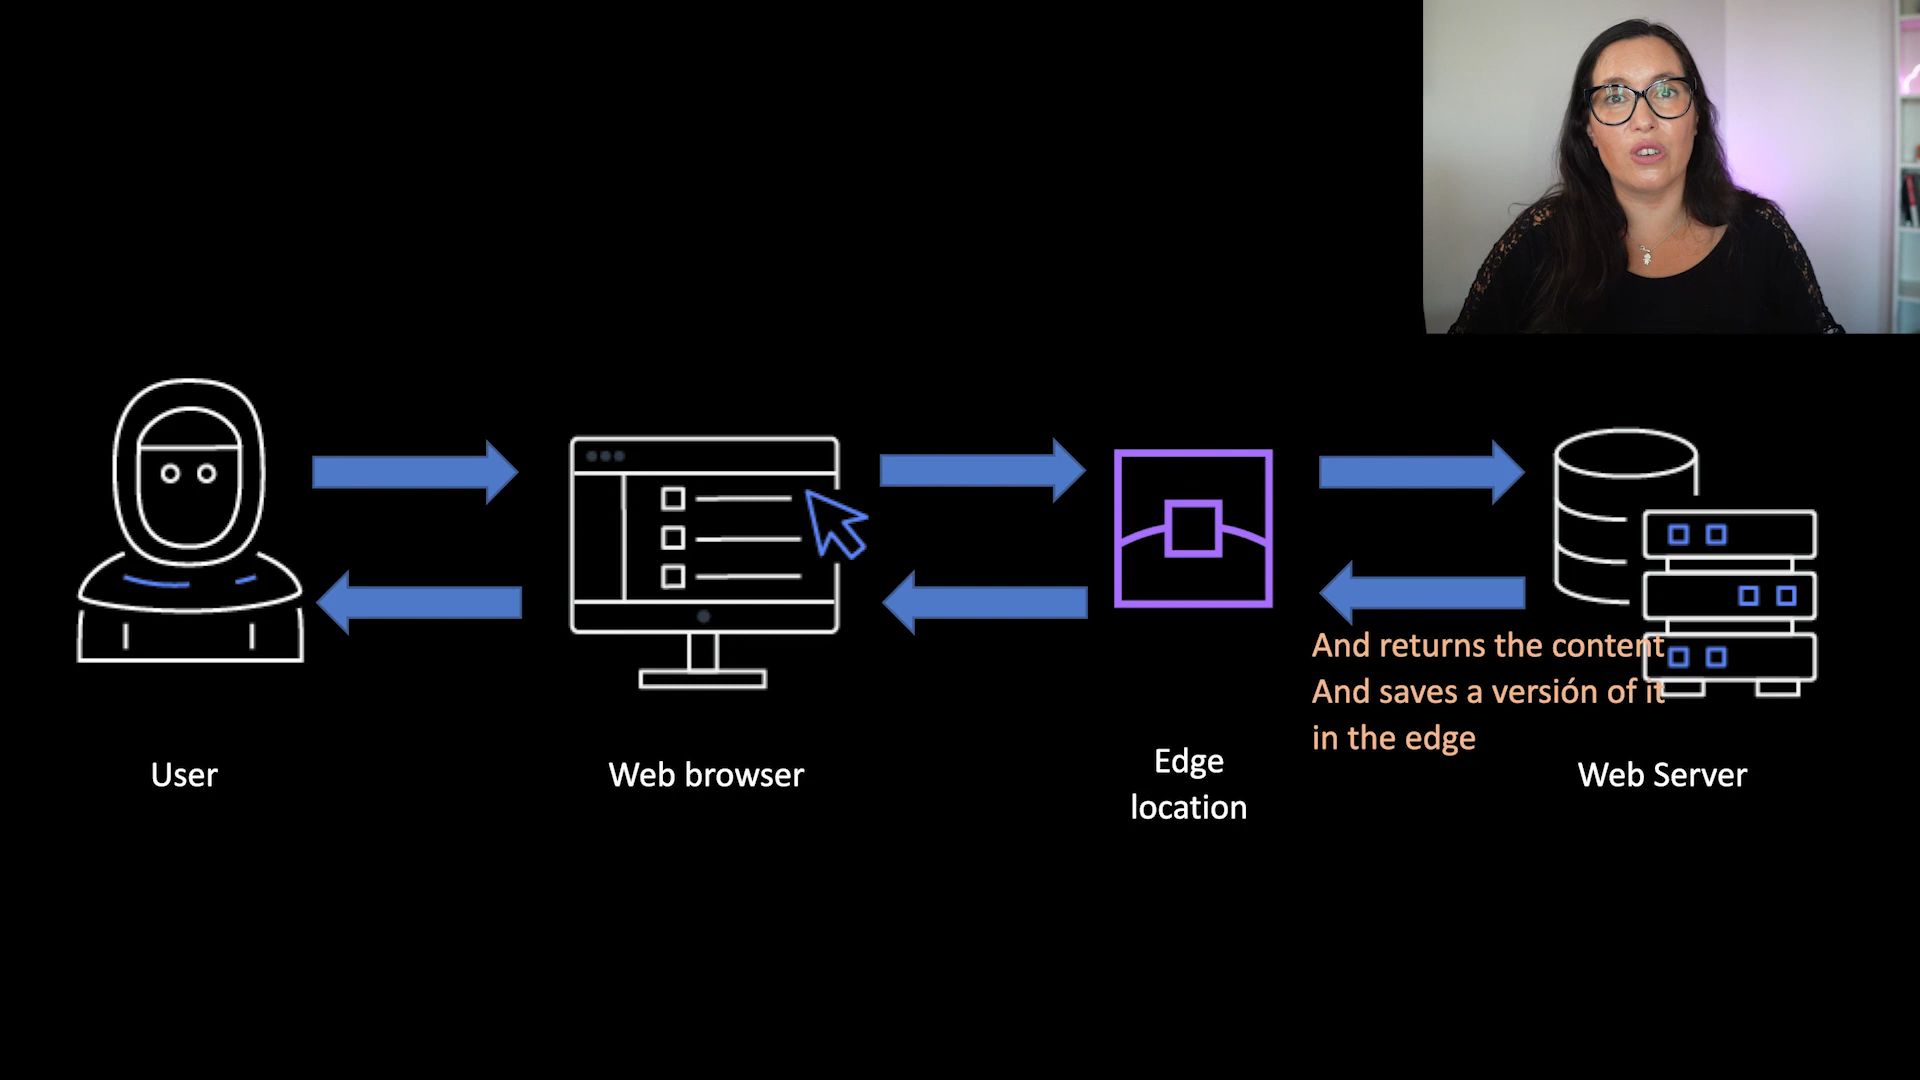 And returns the content
And saves a versión of it
in the edge
User
Web browser
Edge
location
Web Server